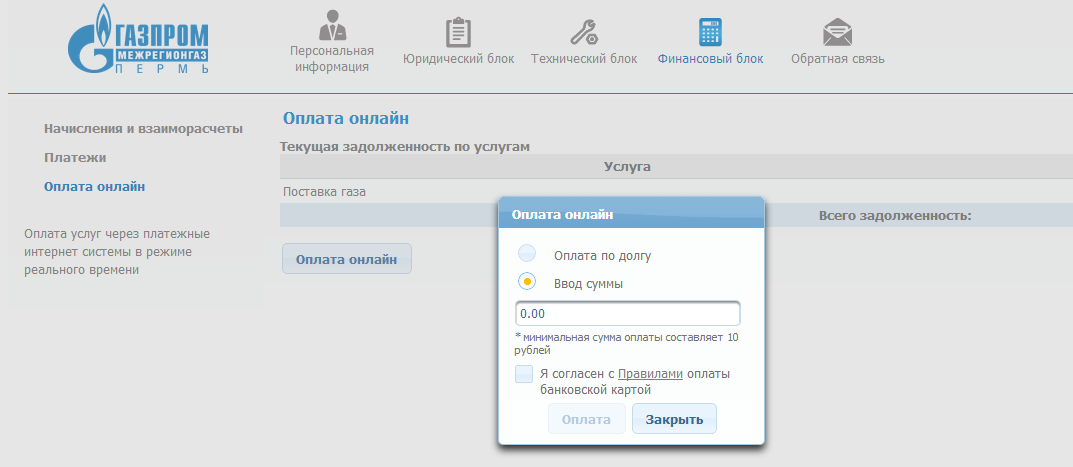 ГАЗПРОМ
МЕЖРЕГИОНГАЗ
ПЕРМЬ
Персональная
информация
Юридический блок
Технический блок
Финансовый блок
Обратная связь
Начисления и взаиморасчеты
Платежи
Оплата онлайн
Оплата услуг через платежные
интернет системы в режиме
реального времени
Оплата онлайн
Текущая задолженность по услугам
Услуга
Поставка газа
Всего задолженность:
Оплата онлайн
Оплата онлайн
Оплата по долгу
Ввод суммы
0.00
* минимальная сумма оплаты составляет 10
рублей
Я согласен с Правилами оплаты
банковской картой
Оплата
Закрыть